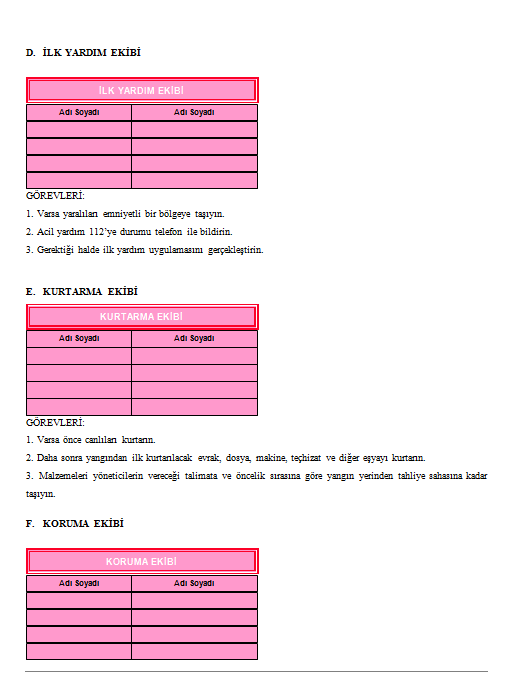 D. İLK YARDIM EKİBİ
İLK YARDIM EKİBİ
Adı Soyadı Adı Soyadı
GÖREVLERİ:
1. Varsa yaralıları emniyetli bir bölgeye taşıyın.
2. Acil yardım 112'ye durumu telefon ile bildirin.
3. Gerektiği halde ilk yardım uygulamasını gerçekleştirin.
E. KURTARMA EKİBİ
KURTARMA EKİBİ
Adı Soyadı Adı Soyadı
GÖREVLERİ:
1. Varsa önce canlıları kurtarın.
2. Daha sonra yangından ilk kurtarılacak evrak, dosya, makine, teçhizat ve diğer eşyayı kurtarın.
3. Malzemeleri yöneticilerin vereceği talimata ve öncelik sırasına göre yangın yerinden tahliye sahasına kadar
taşıyın.
F. KORUMA EKİBİ
KORUMA EKİBİ
Adı Soyadı Adı Soyadı